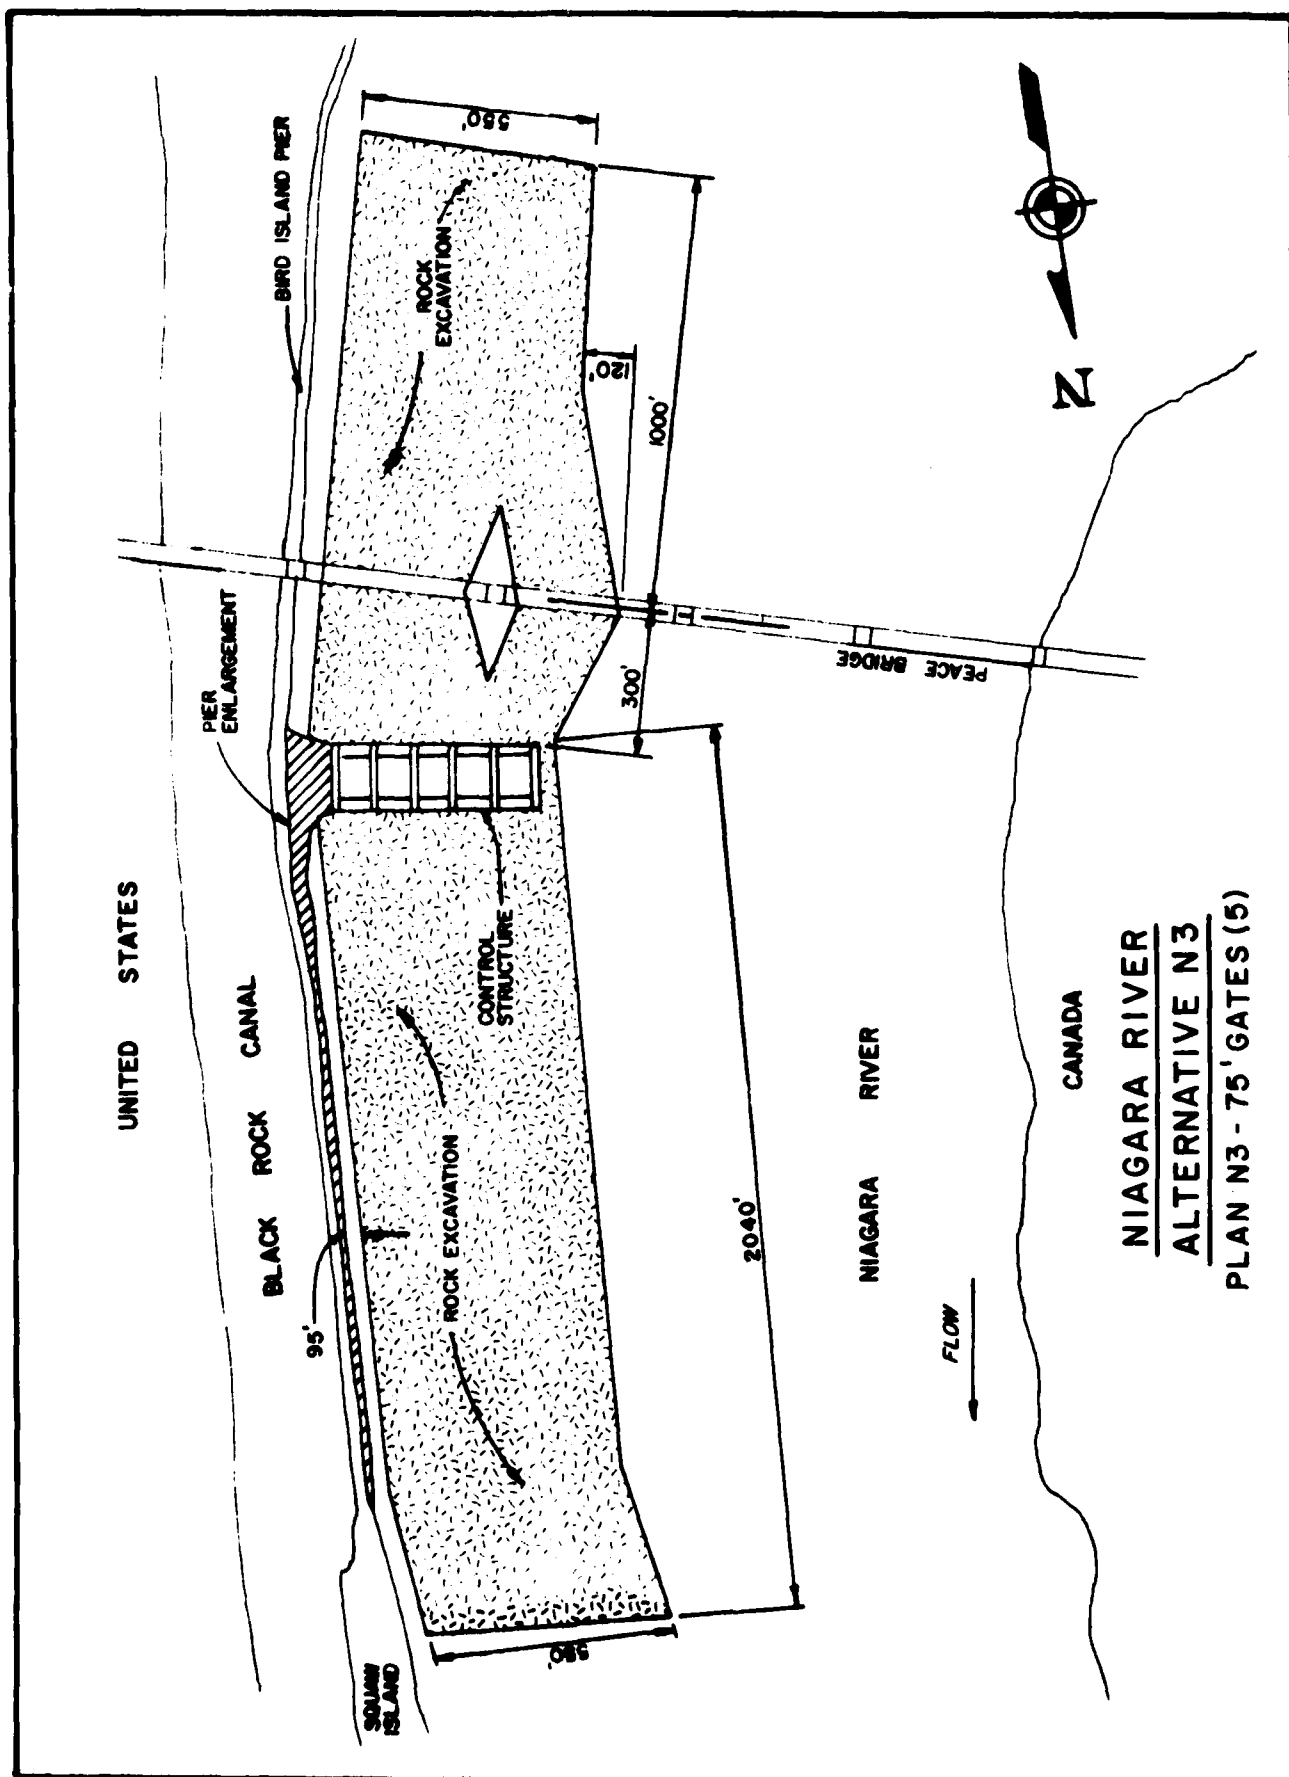 UNITED STATES
BLACK ROCK CANAL
BIRD ISLAND PIER
PIER
ENLARGEMENT
ROCK
EXCAVATION
550'
120'
1000'
300'
PEACE BRIDGE
CONTROL
STRUCTURE
95'
ROCK EXCAVATION
2040'
SQUAW
ISLAND
550'
NIAGARA RIVER
FLOW
CANADA
N
NIAGARA RIVER
ALTERNATIVE N3
PLAN N3 - 75' GATES (5)